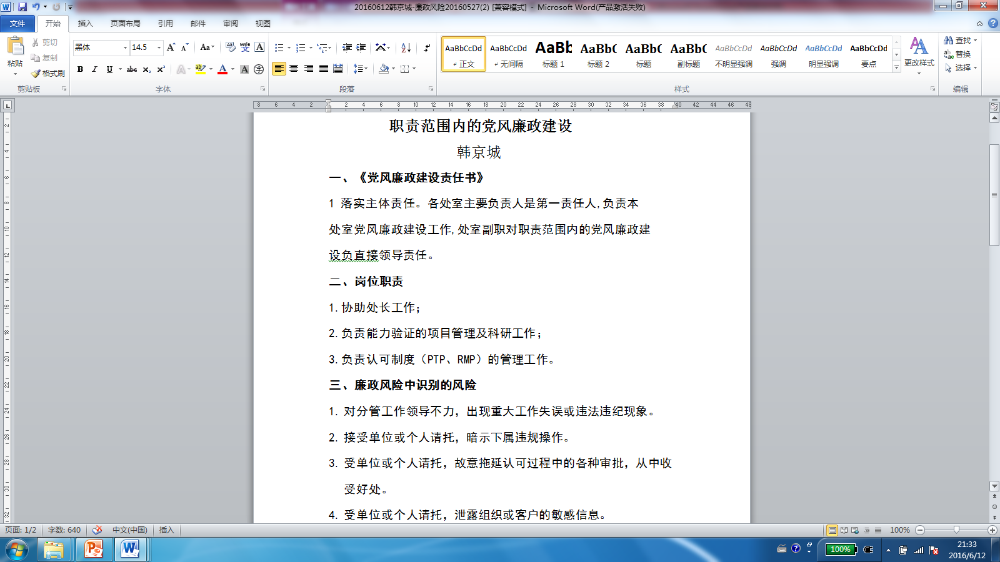 20160612韩京城-廉政风险20160527(2) [兼容模式] - Microsoft Word(产品激活失败)
文件 开始 插入 页面布局 引用 邮件 审阅 视图
粘贴 剪切 复制 格式刷
黑体 14.5
AaBbCcDd AaBbCcDd AaBb AaBbC AaBbC AaBbC AaBbCcDd AaBbCcDd AaBbCcDd AaBbCcDd
正文 无间隔 标题 1 标题 2 标题 副标题 不明显强调 强调 明显强调 要点
更改样式 查找 替换 选择
剪贴板 字体 段落 样式 编辑
8 6 4 2 2 4 6 8 10 12 14 16 18 20 22 24 26 28 30 32 34 36 38 40 42 44 46 48
职责范围内的党风廉政建设
韩京城
一、《党风廉政建设责任书》
1 落实主体责任。各处室主要负责人是第一责任人,负责本
处室党风廉政建设工作,处室副职对职责范围内的党风廉政建
设负直接领导责任。
二、岗位职责
1.协助处长工作;
2.负责能力验证的项目管理及科研工作;
3.负责认可制度（PTP、RMP）的管理工作。
三、廉政风险中识别的风险
1. 对分管工作领导不力，出现重大工作失误或违法违纪现象。
2. 接受单位或个人请托，暗示下属违规操作。
3. 受单位或个人请托，故意拖延认可过程中的各种审批，从中收
受好处。
4. 受单位或个人请托，泄露组织或客户的敏感信息。
页面: 1/2 字数: 640 中文(中国) 插入 100%
100% 21:33
2016/6/12